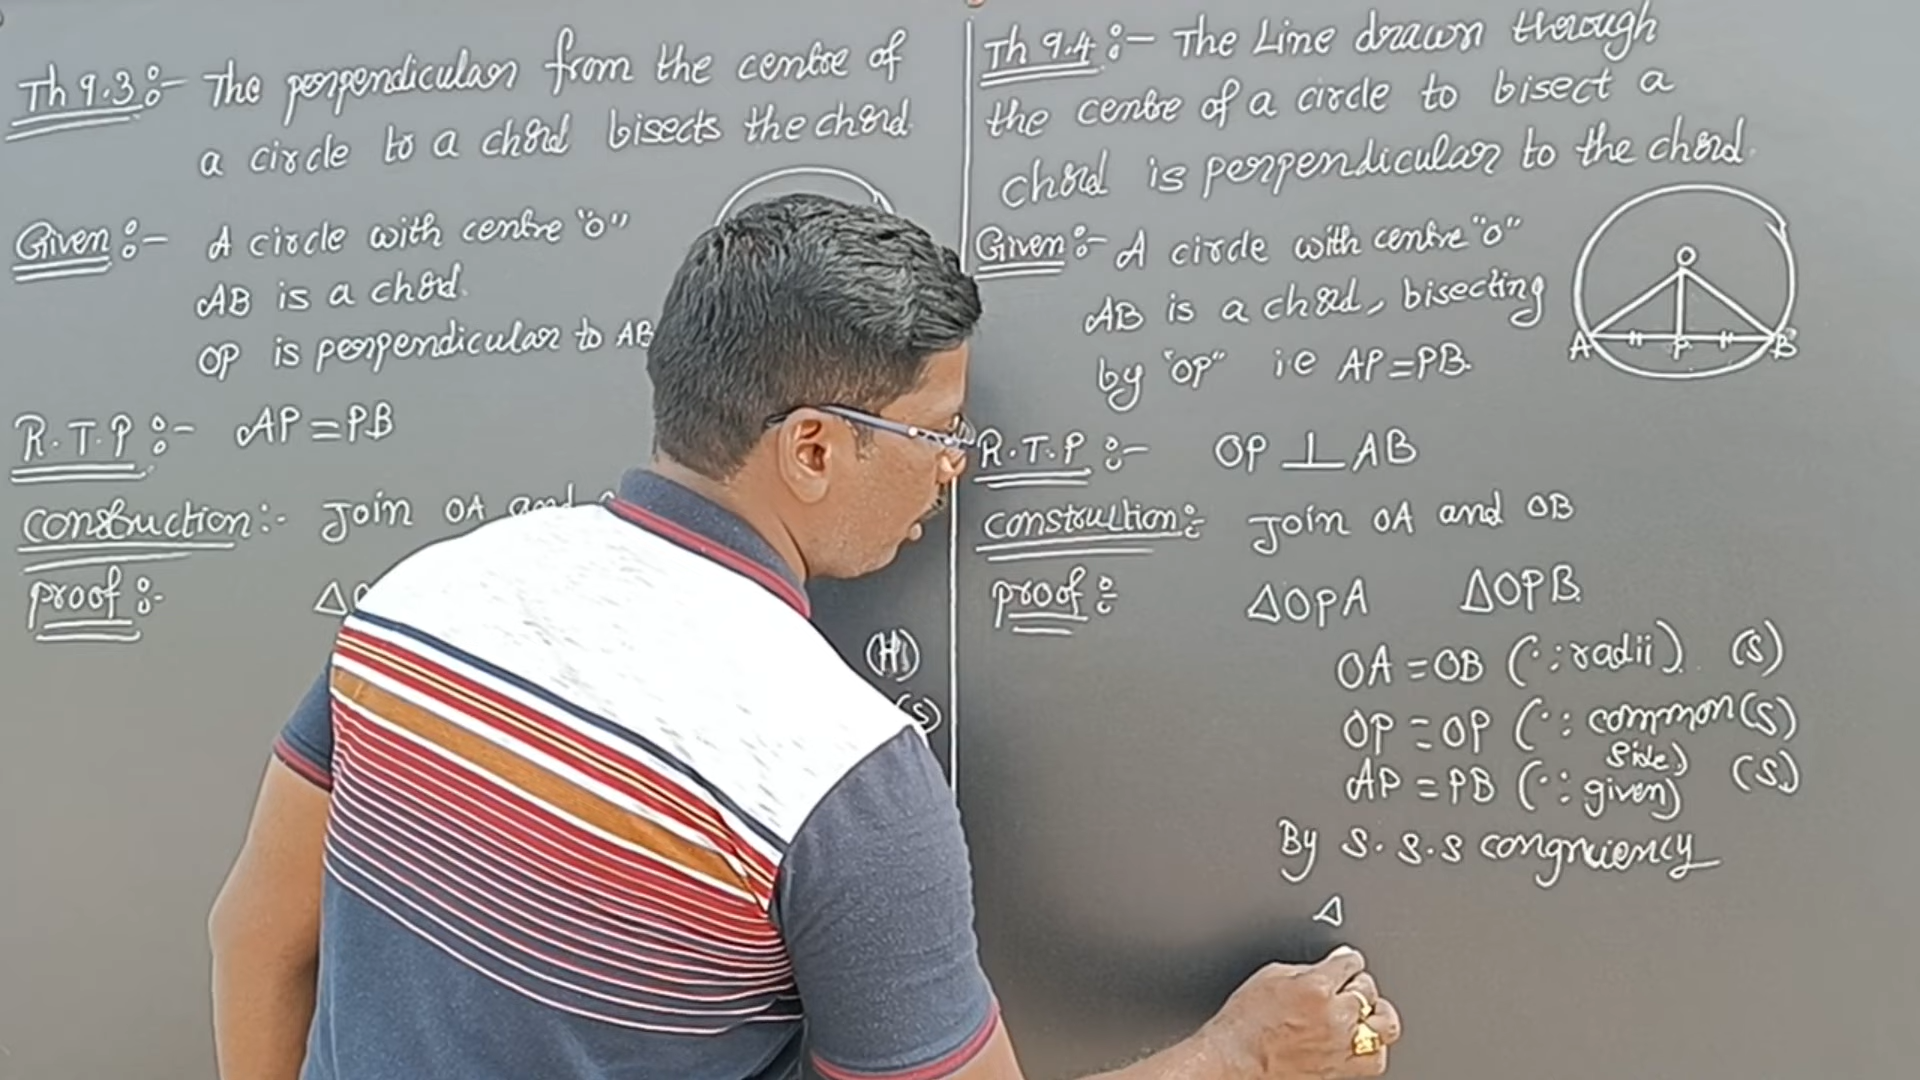 Th 9.3:- The perpendicular from the centre of
a circle to a chord bisects the chord.
Given:- A circle with centre "O"
AB is a chord.
OP is perpendicular to AB
R.T.P:- AP = PB
construction:- Join OA and
proof:-
(H)
(S)
Th 9.4:- The Line drawn through
the centre of a circle to bisect a
chord is perpendicular to the chord.
Given:- A circle with centre "O"
AB is a chord, bisecting
by "OP" i e AP = PB.
O
A P B
R.T.P:- OP ⊥ AB
construction:- Join OA and OB
proof:- △OPA △OPB
OA = OB (∵ radii) (S)
OP = OP (∵ common (S)
side)
AP = PB (∵ given) (S)
By S.S.S congruency
△